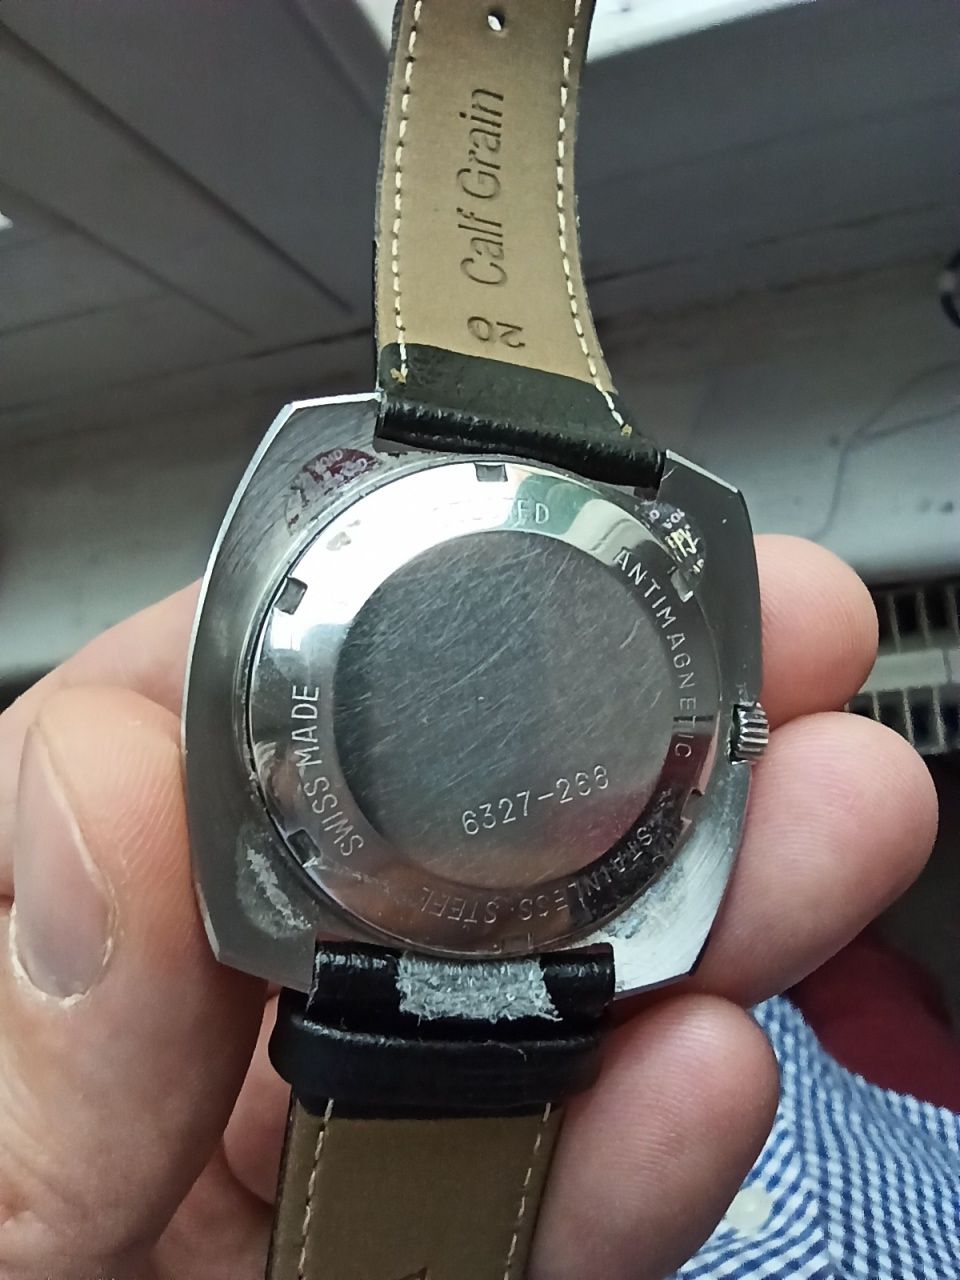 Calf Grain
20
ANTIMAGNETIC
STAINLESS STEEL
SWISS MADE
6327-268